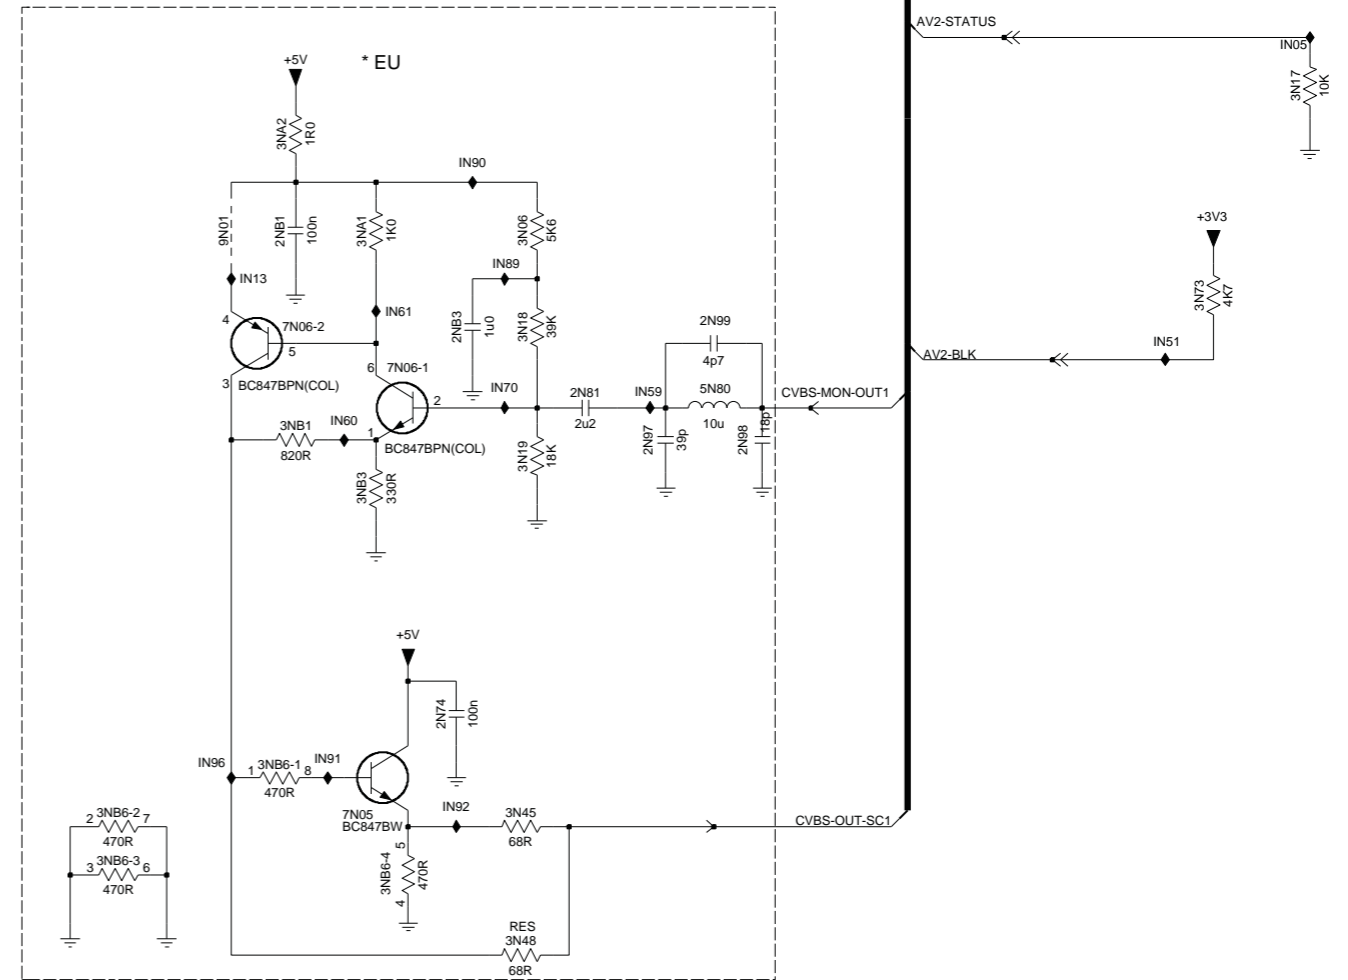 AV2-STATUS
IN05
3N17
10K
* EU
+5V
3NA2
1R0
IN90
9N01
2NB1
100n
3NA1
1K0
3N06
5K6
IN13
IN89
IN61
2NB3
1u0
3N18
39K
4
7N06-2
5
3
BC847BPN(COL)
6
7N06-1
2
1
BC847BPN(COL)
IN70
2N81
2u2
IN59
2N99
4p7
5N80
10u
2N97
39p
2N98
18p
CVBS-MON-OUT1
3NB1
820R
IN60
3NB3
330R
3N19
18K
+3V3
3N73
4K7
IN51
AV2-BLK
+5V
2N74
100n
IN96
1
3NB6-1
8
470R
IN91
7N05
BC847BW
IN92
3N45
68R
CVBS-OUT-SC1
5
3NB6-4
470R
4
2
3NB6-2
7
470R
3
3NB6-3
6
470R
RES
3N48
68R